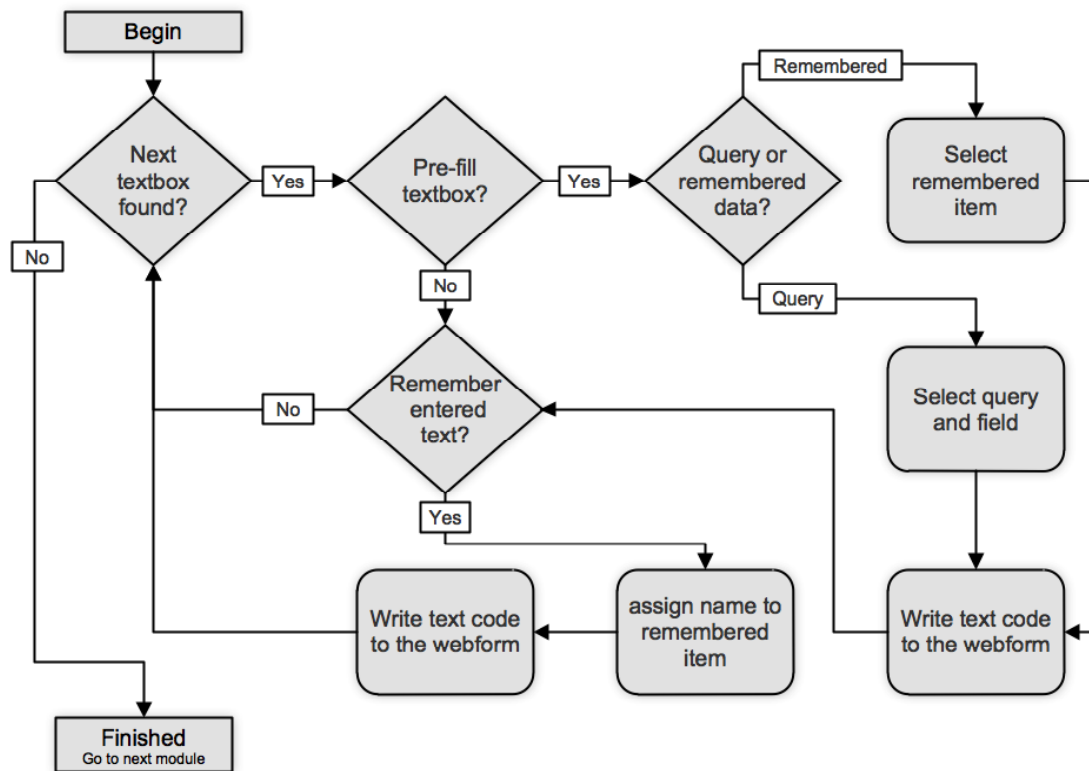 Begin
Remembered
Next
textbox
found?
Yes
Pre-fill
textbox?
Yes
Query or
remembered
data?
Select
remembered
item
No
No
Query
Remember
entered
text?
No
Select query
and field
Yes
Write text code
to the webform
assign name to
remembered
item
Write text code
to the webform
Finished
Go to next module